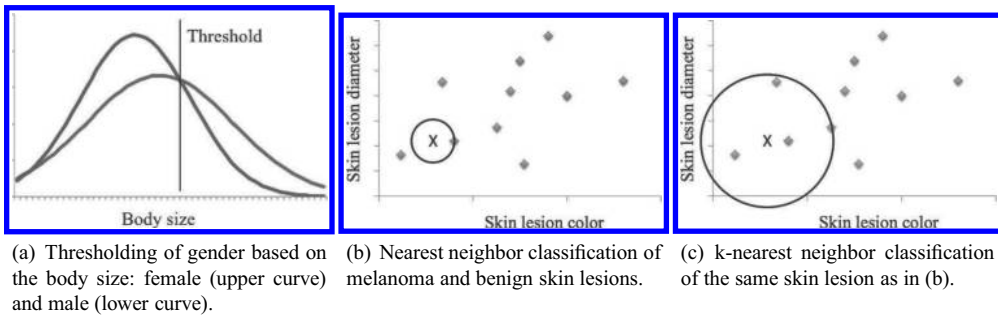 Threshold
Body size
Skin lesion diameter
X
Skin lesion color
Skin lesion diameter
X
Skin lesion color
(a) Thresholding of gender based on
the body size: female (upper curve)
and male (lower curve).
(b) Nearest neighbor classification of
melanoma and benign skin lesions.
(c) k-nearest neighbor classification
of the same skin lesion as in (b).